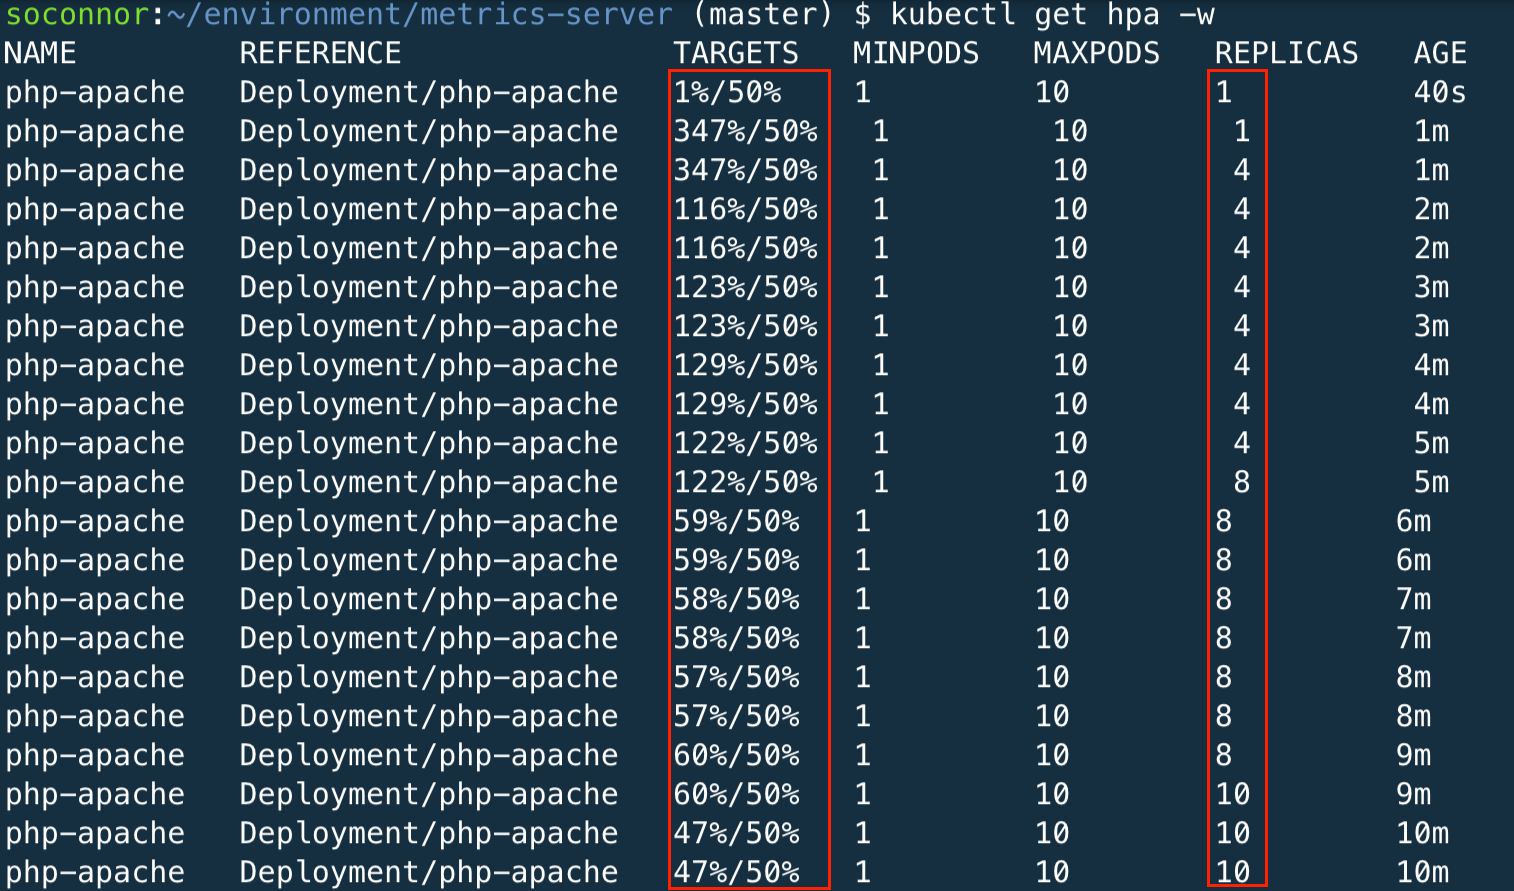 soconnor:~/environment/metrics-server (master) $ kubectl get hpa -w
NAME REFERENCE TARGETS MINPODS MAXPODS REPLICAS AGE
php-apache Deployment/php-apache 1%/50% 1 10 1 40s
php-apache Deployment/php-apache 347%/50% 1 10 1 1m
php-apache Deployment/php-apache 347%/50% 1 10 4 1m
php-apache Deployment/php-apache 116%/50% 1 10 4 2m
php-apache Deployment/php-apache 116%/50% 1 10 4 2m
php-apache Deployment/php-apache 123%/50% 1 10 4 3m
php-apache Deployment/php-apache 123%/50% 1 10 4 3m
php-apache Deployment/php-apache 129%/50% 1 10 4 4m
php-apache Deployment/php-apache 129%/50% 1 10 4 4m
php-apache Deployment/php-apache 122%/50% 1 10 4 5m
php-apache Deployment/php-apache 122%/50% 1 10 8 5m
php-apache Deployment/php-apache 59%/50% 1 10 8 6m
php-apache Deployment/php-apache 59%/50% 1 10 8 6m
php-apache Deployment/php-apache 58%/50% 1 10 8 7m
php-apache Deployment/php-apache 58%/50% 1 10 8 7m
php-apache Deployment/php-apache 57%/50% 1 10 8 8m
php-apache Deployment/php-apache 57%/50% 1 10 8 8m
php-apache Deployment/php-apache 60%/50% 1 10 8 9m
php-apache Deployment/php-apache 60%/50% 1 10 10 9m
php-apache Deployment/php-apache 47%/50% 1 10 10 10m
php-apache Deployment/php-apache 47%/50% 1 10 10 10m